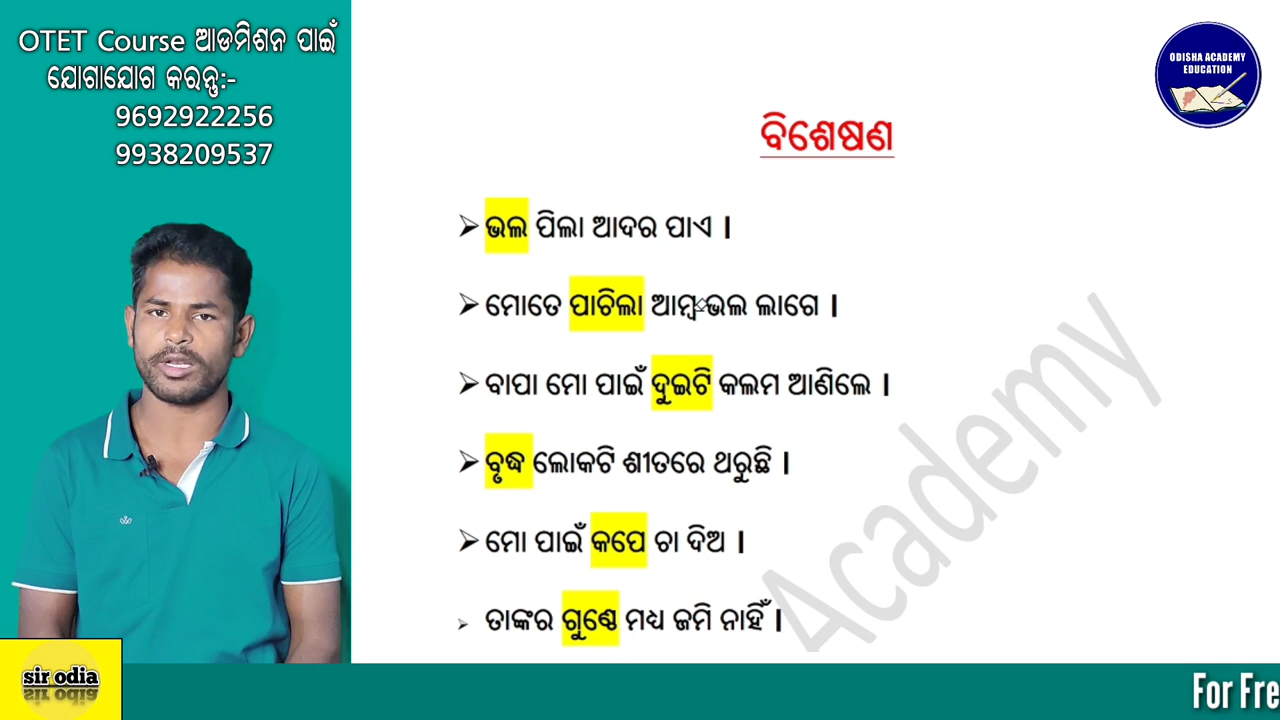 OTET Course ଆଡମିଶନ ପାଇଁ
ଯୋଗାଯୋଗ କରନ୍ତୁ:-
9692922256
9938209537
ODISHA ACADEMY
EDUCATION
ବିଶେଷଣ
➢ ଭଲ ପିଲା ଆଦର ପାଏ ।
➢ ମୋତେ ପାଚିଲା ଆମ୍ବ ଭଲ ଲାଗେ ।
➢ ବାପା ମୋ ପାଇଁ ଦୁଇଟି କଲମ ଆଣିଲେ ।
➢ ବୃଦ୍ଧ ଲୋକଟି ଶୀତରେ ଥରୁଛି ।
➢ ମୋ ପାଇଁ କପେ ଚା ଦିଅ ।
➢ ତାଙ୍କର ଗୁଣ୍ଠେ ମଧ୍ୟ ଜମି ନାହିଁ ।
Academy
sir odia
For Fre